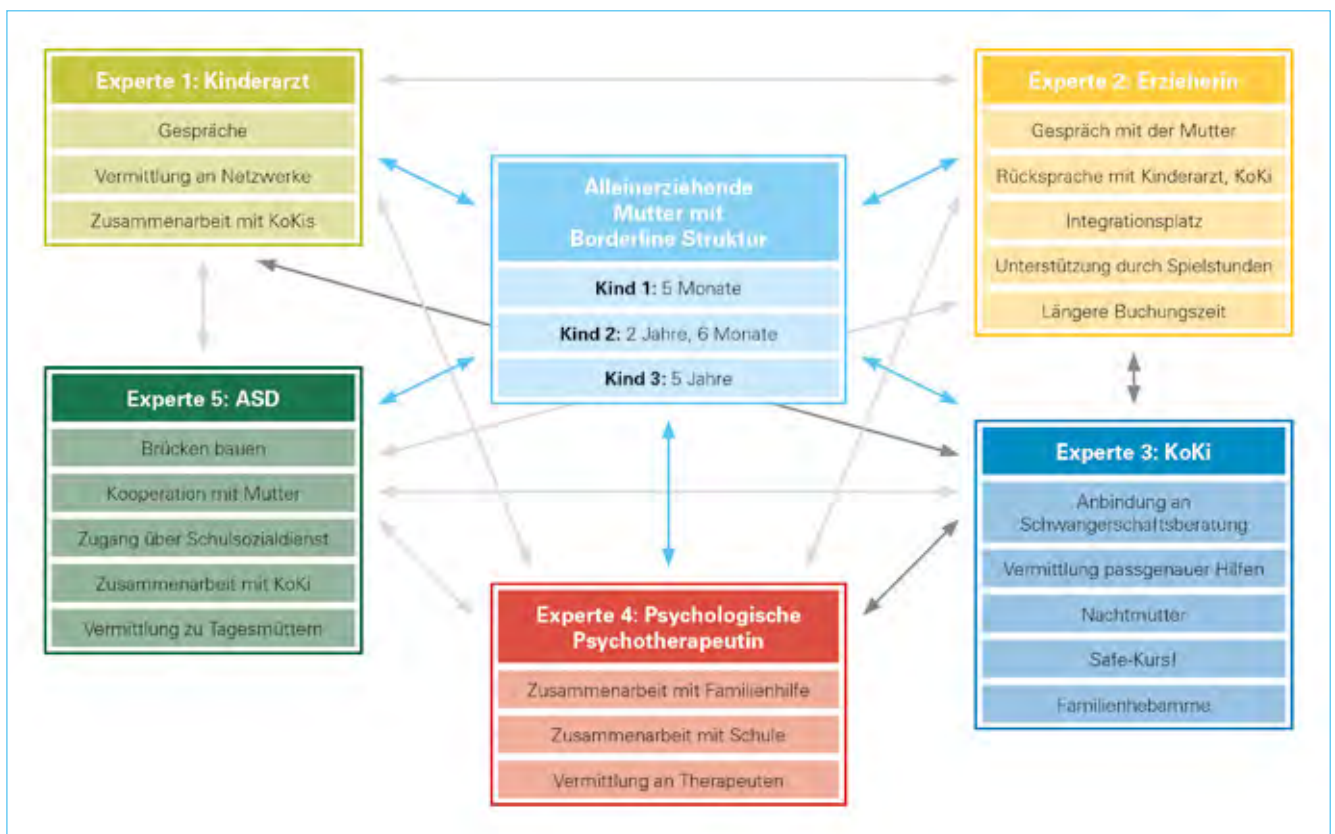 Experte 1: Kinderarzt
Gespräche
Vermittlung an Netzwerke
Zusammenarbeit mit KoKis
Experte 2: Erzieherin
Gespräch mit der Mutter
Rücksprache mit Kinderarzt, KoKi
Integrationsplatz
Unterstützung durch Spielstunden
Längere Buchungszeit
Alleinerziehende
Mutter mit
Borderline Struktur
Kind 1: 5 Monate
Kind 2: 2 Jahre, 6 Monate
Kind 3: 5 Jahre
Experte 5: ASD
Brücken bauen
Kooperation mit Mutter
Zugang über Schulsozialdienst
Zusammenarbeit mit KoKi
Vermittlung zu Tagesmüttern
Experte 3: KoKi
Anbindung an
Schwangerschaftsberatung
Vermittlung passgenauer Hilfen
Nachtmutter
Safe-Kurs!
Familienhebamme
Experte 4: Psychologische
Psychotherapeutin
Zusammenarbeit mit Familienhilfe
Zusammenarbeit mit Schule
Vermittlung an Therapeuten